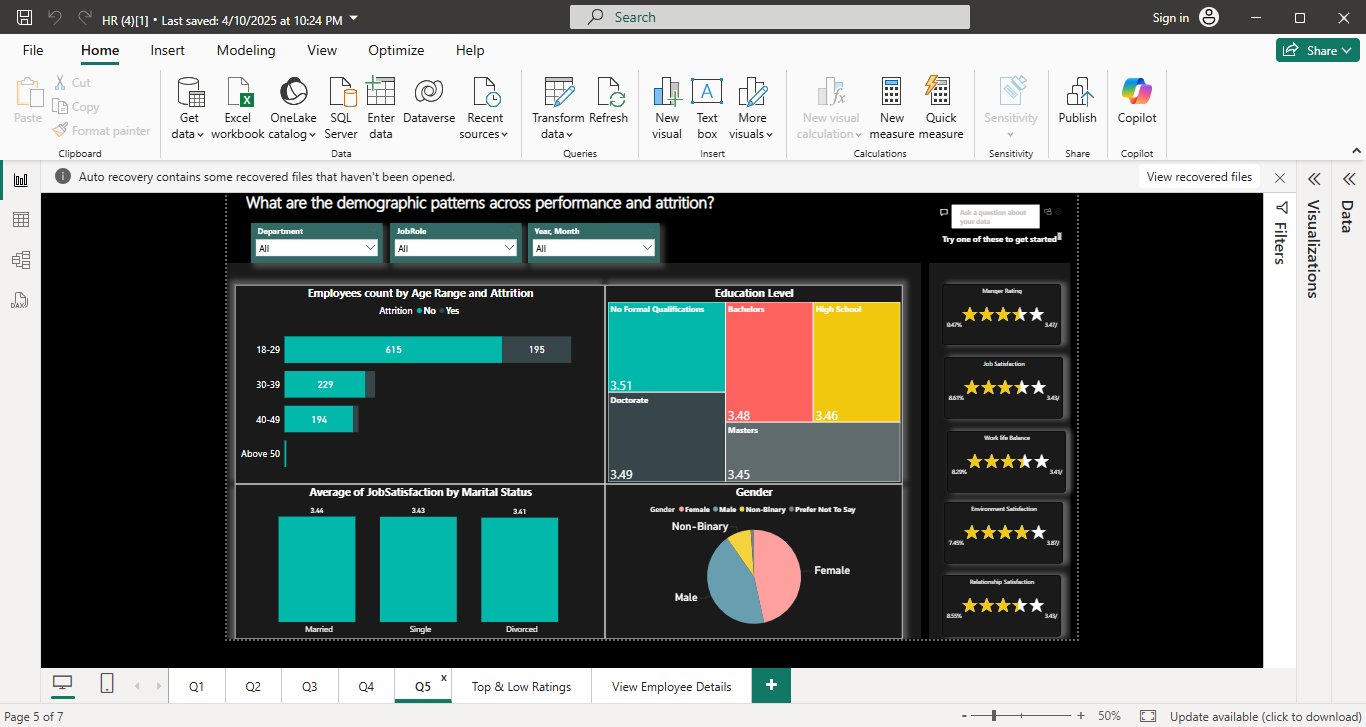 HR (4)[1] • Last saved: 4/10/2025 at 10:24 PM
Search
Sign in
File Home Insert Modeling View Optimize Help
Share
Paste
Cut
Copy
Format painter
Clipboard
Get data
Excel workbook
OneLake catalog
SQL Server
Enter data
Dataverse
Recent sources
Data
Transform data
Refresh
Queries
New visual
Text box
More visuals
Insert
New visual calculation
New measure
Quick measure
Calculations
Sensitivity
Sensitivity
Publish
Share
Copilot
Copilot
Auto recovery contains some recovered files that haven't been opened.
View recovered files
What are the demographic patterns across performance and attrition?
Department
All
JobRole
All
Year, Month
All
Ask a question about your data
Try one of these to get started
Employees count by Age Range and Attrition
Attrition No Yes
18-29 615 195
30-39 229
40-49 194
Above 50
Education Level
No Formal Qualifications
3.51
Doctorate
3.49
Bachelors
3.48
High School
3.46
Masters
3.45
Average of JobSatisfaction by Marital Status
3.44 3.43 3.41
Married Single Divorced
Gender
Gender Female Male Non-Binary Prefer Not To Say
Non-Binary
Female
Male
Manger Rating
8.47% 3.47/
Job Satisfaction
8.61% 3.43/
Work life Balance
8.29% 3.41/
Environment Satisfaction
7.45% 3.87/
Relationship Satisfaction
8.55% 3.43/
Filters
Visualizations
Data
DAX
Q1 Q2 Q3 Q4 Q5 x Top & Low Ratings View Employee Details +
Page 5 of 7
- + 50%
Update available (click to download)